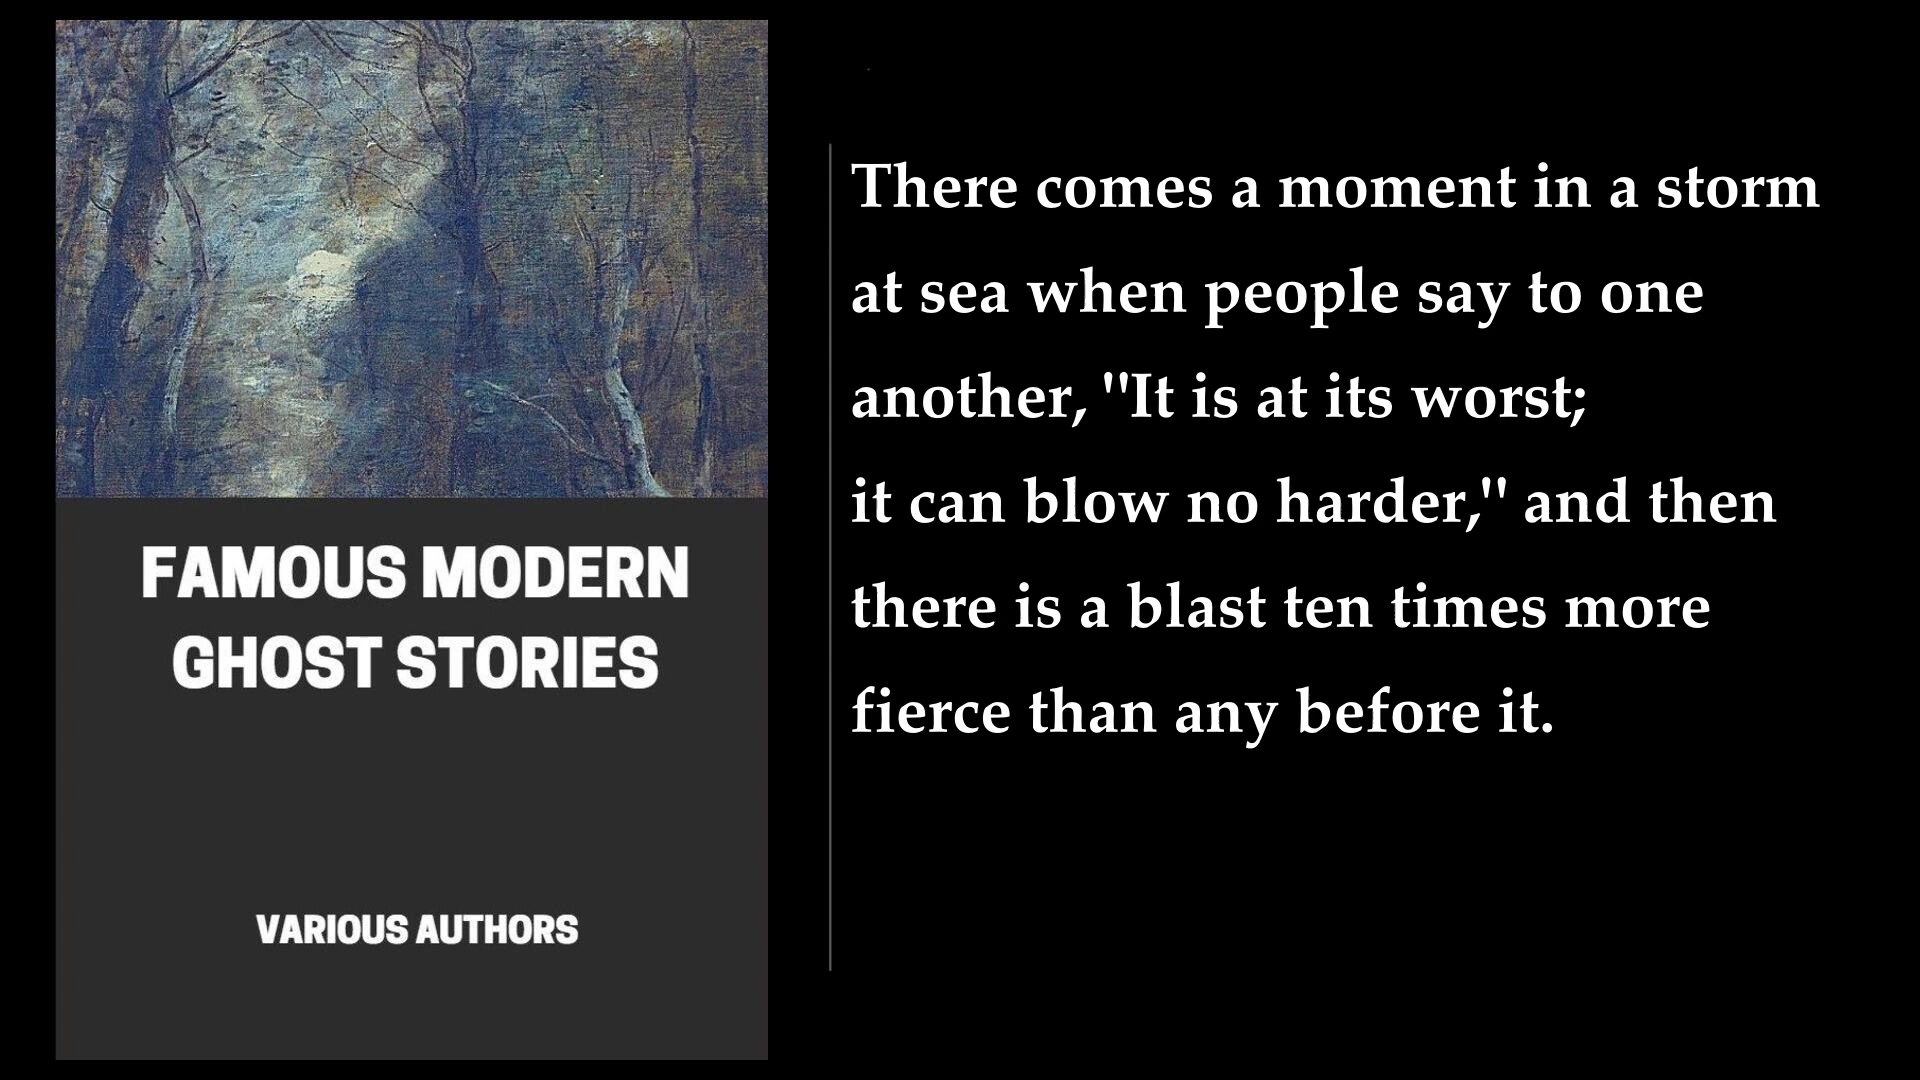 FAMOUS MODERN
GHOST STORIES
VARIOUS AUTHORS
There comes a moment in a storm
at sea when people say to one
another, "It is at its worst;
it can blow no harder," and then
there is a blast ten times more
fierce than any before it.